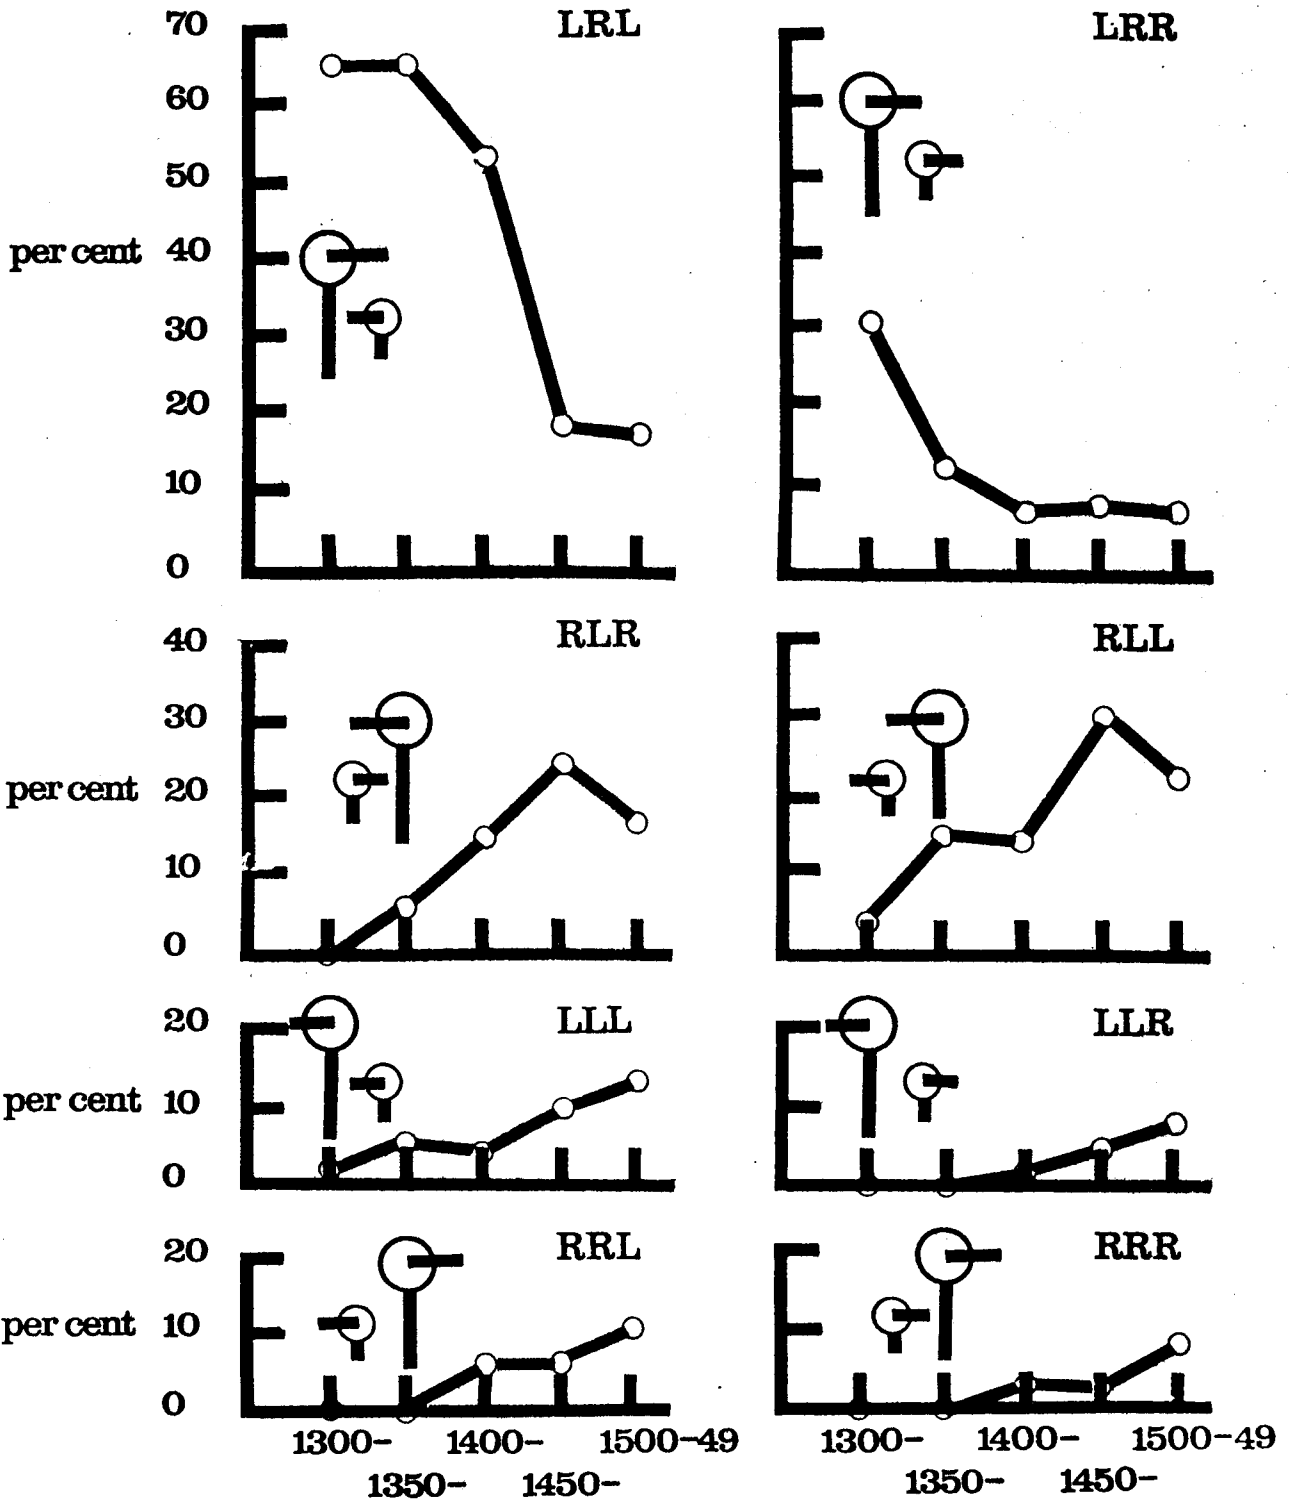 70 LRL LRR
60
50
per cent 40
30
20
10
0
40 RLR RLL
30
per cent 20
10
0
20 LLL LLR
per cent 10
0
20 RRL RRR
per cent 10
0
1300- 1400- 1500-49 1300- 1400- 1500-49
1350- 1450- 1350- 1450-